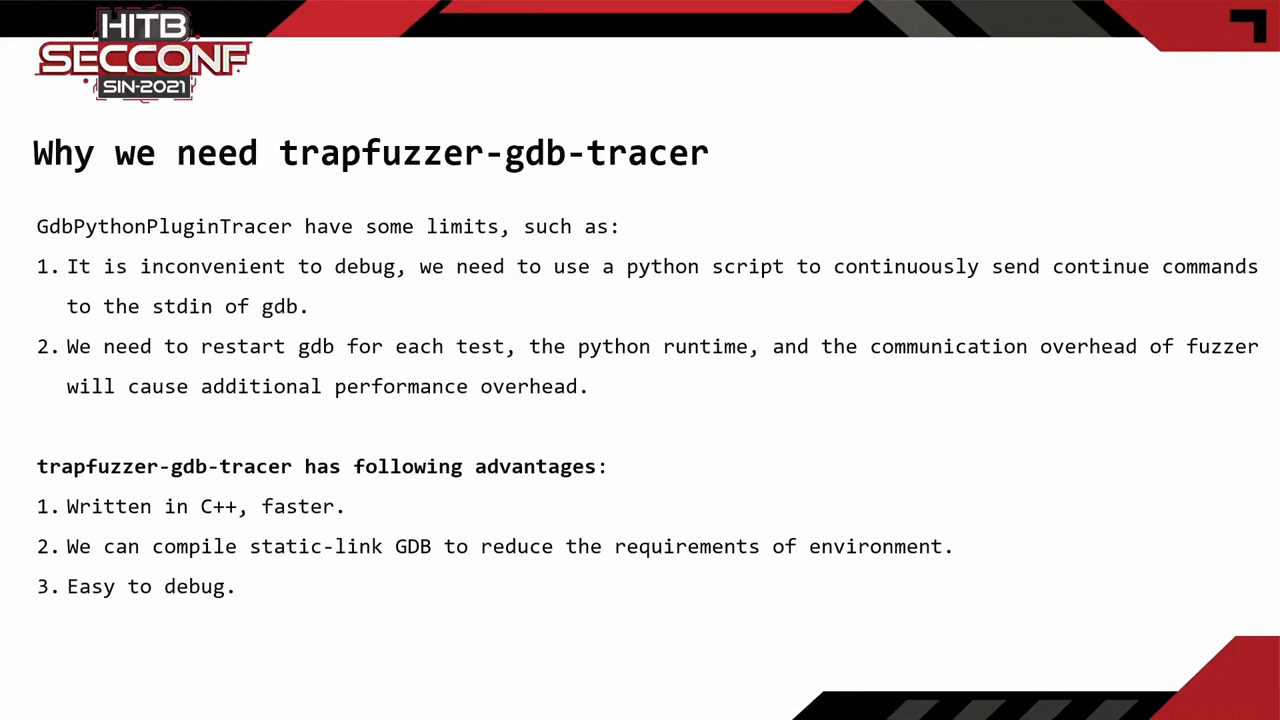 HITB
SECCONF
SIN-2021
Why we need trapfuzzer-gdb-tracer
GdbPythonPluginTracer have some limits, such as:
1. It is inconvenient to debug, we need to use a python script to continuously send continue commands
to the stdin of gdb.
2. We need to restart gdb for each test, the python runtime, and the communication overhead of fuzzer
will cause additional performance overhead.
trapfuzzer-gdb-tracer has following advantages:
1. Written in C++, faster.
2. We can compile static-link GDB to reduce the requirements of environment.
3. Easy to debug.